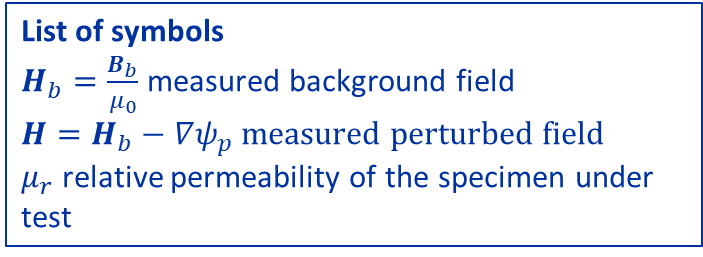 List of symbols
𝑯_b = 𝑩_b/μ_0 measured background field
𝑯 = 𝑯_b − ∇ψ_p measured perturbed field
μ_r relative permeability of the specimen under
test